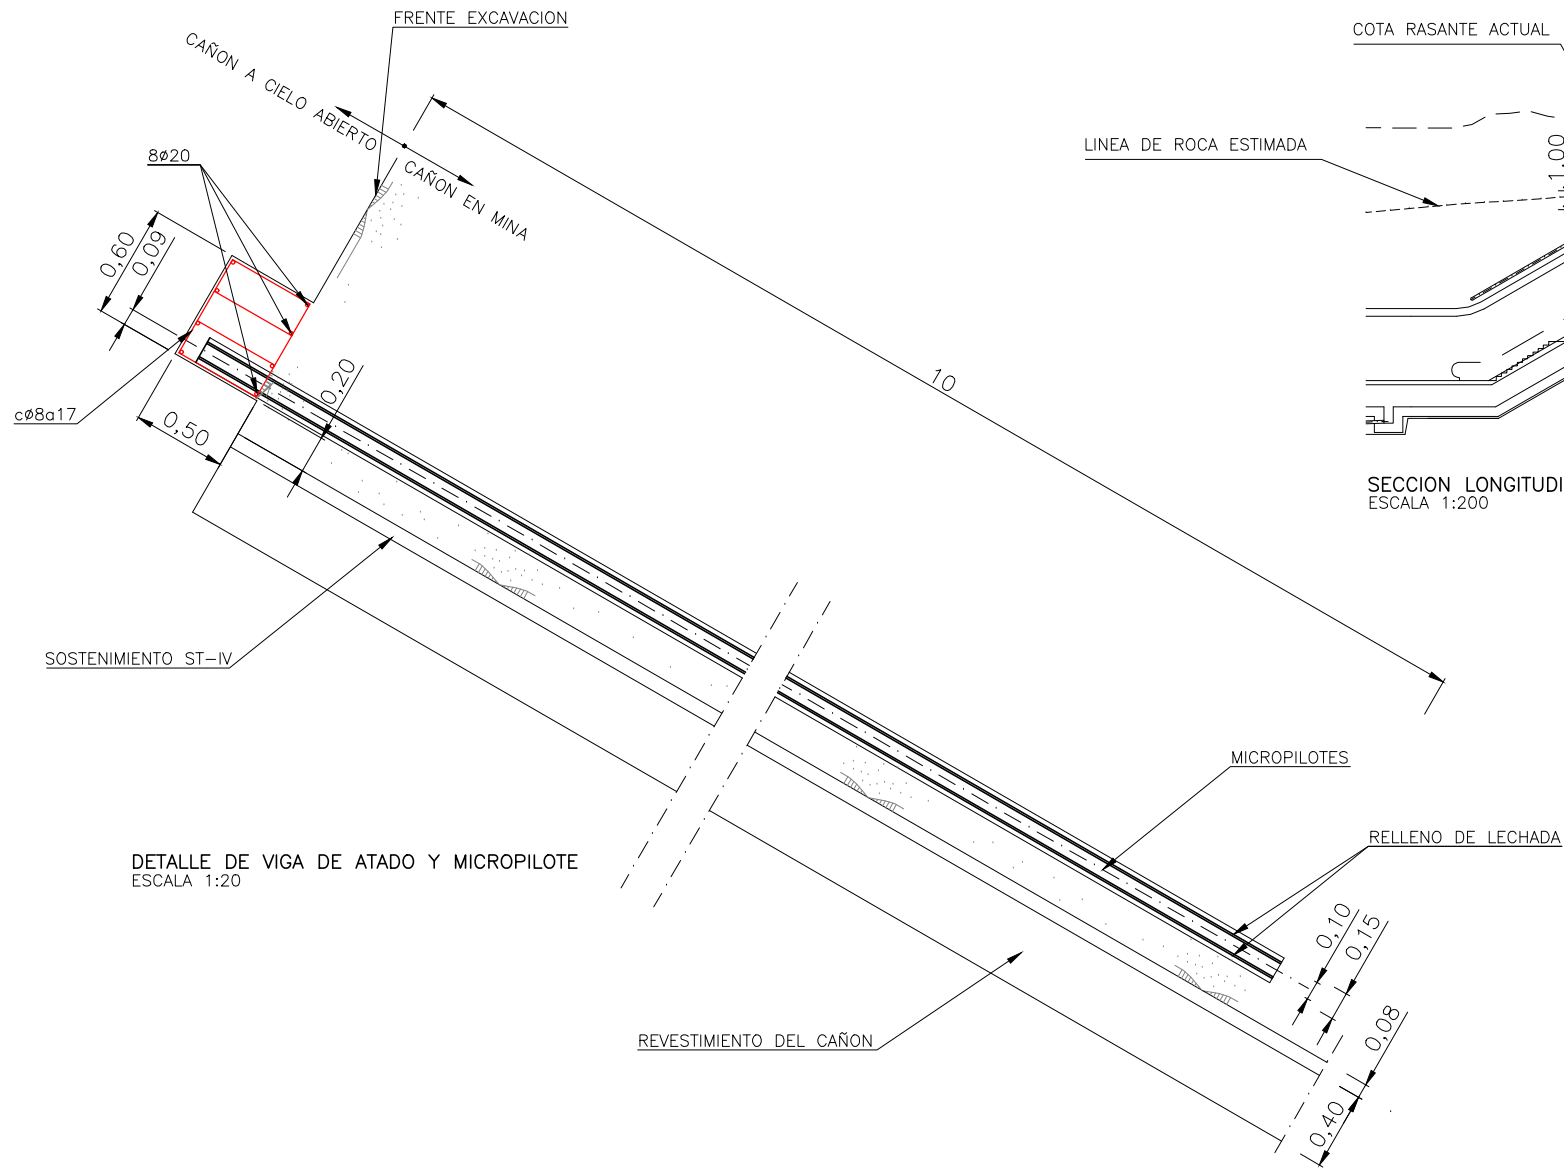 FRENTE EXCAVACION
COTA RASANTE ACTUAL
CAÑON A CIELO ABIERTO
CAÑON EN MINA
LINEA DE ROCA ESTIMADA
1.00
8ø20
0,60
0,09
0,20
10
cø8a17
0,50
SECCION LONGITUDI
ESCALA 1:200
SOSTENIMIENTO ST-IV
MICROPILOTES
RELLENO DE LECHADA
DETALLE DE VIGA DE ATADO Y MICROPILOTE
ESCALA 1:20
0,10
0,15
0,08
REVESTIMIENTO DEL CAÑON
0,40